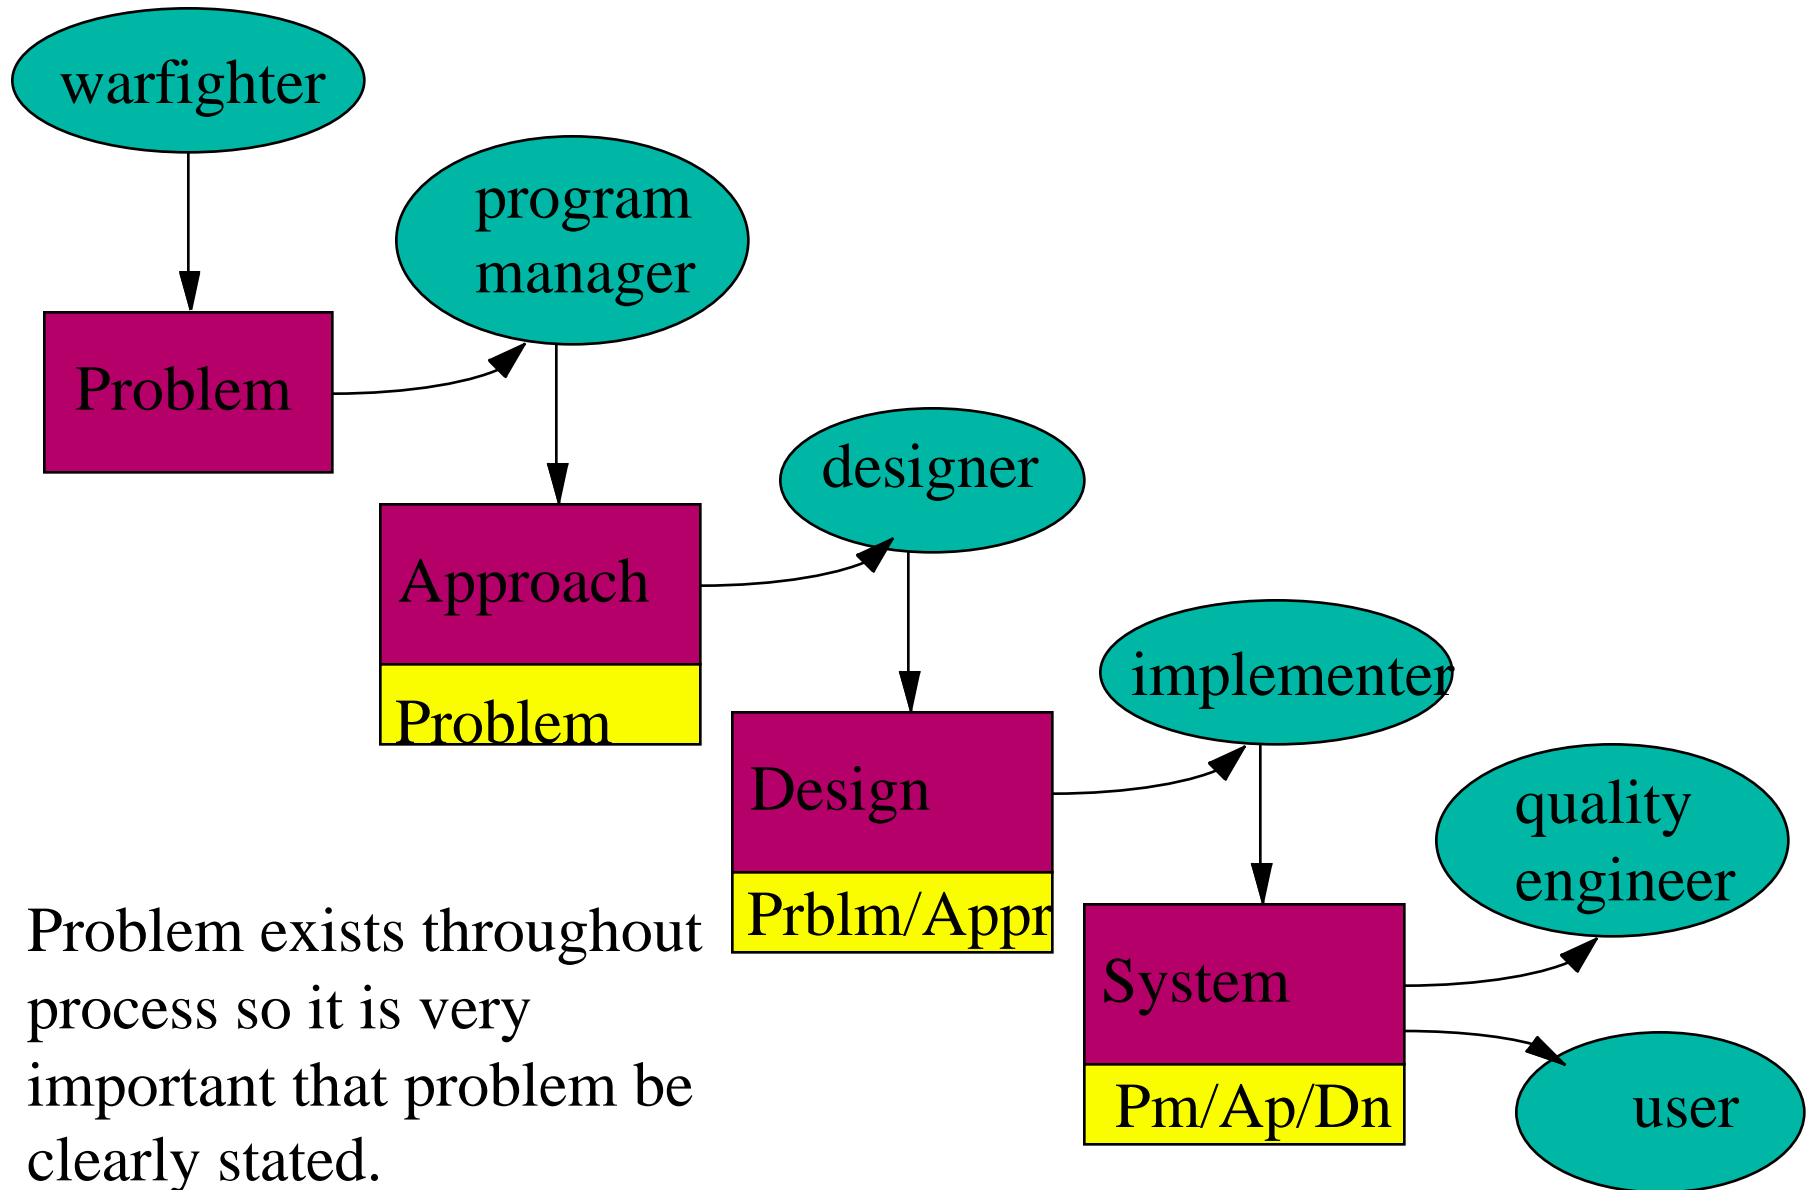 warfighter
program
manager
Problem
designer
Approach
Problem
implementer
Design
Prblm/Appr
quality
engineer
System
Pm/Ap/Dn
user
Problem exists throughout
process so it is very
important that problem be
clearly stated.